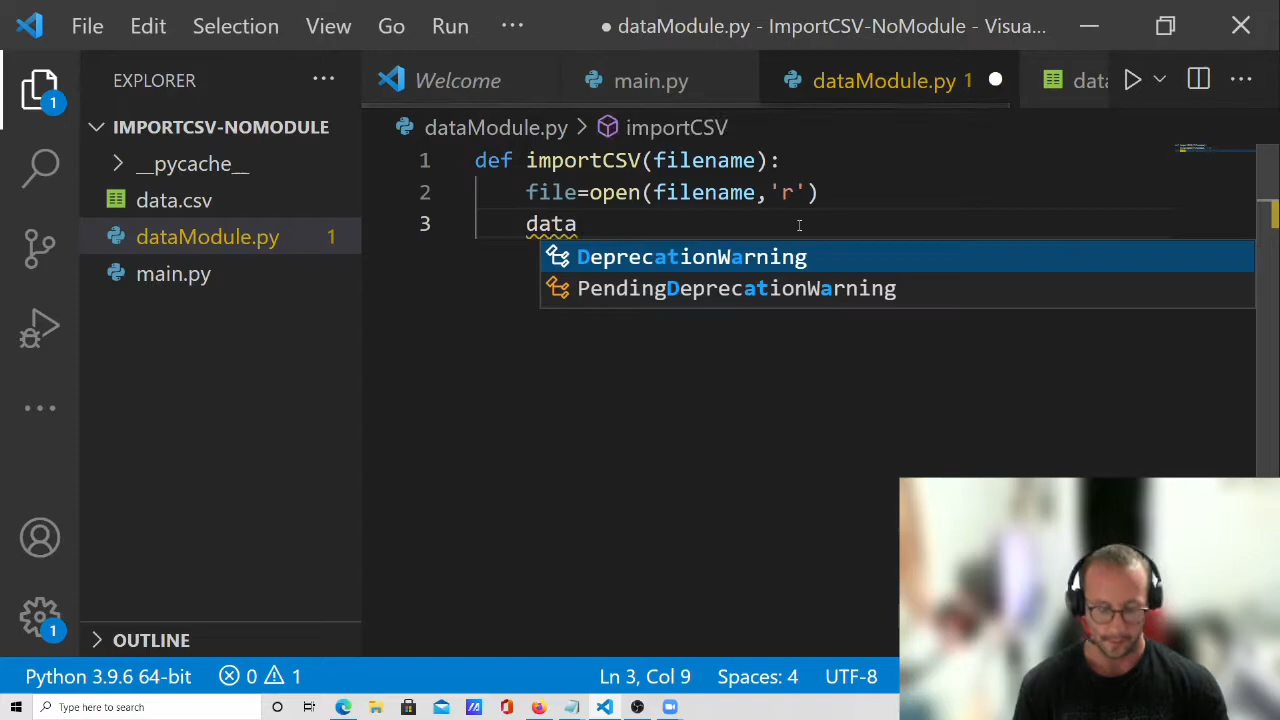 File Edit Selection View Go Run ··· ● dataModule.py - ImportCSV-NoModule - Visua...
EXPLORER ···
Welcome
main.py
dataModule.py 1
data
1
IMPORTCSV-NOMODULE
__pycache__
data.csv
dataModule.py 1
main.py
dataModule.py > importCSV
1 def importCSV(filename):
2 file=open(filename,'r')
3 data
DeprecationWarning
PendingDeprecationWarning
1
OUTLINE
Python 3.9.6 64-bit 0 1 Ln 3, Col 9 Spaces: 4 UTF-8
Type here to search